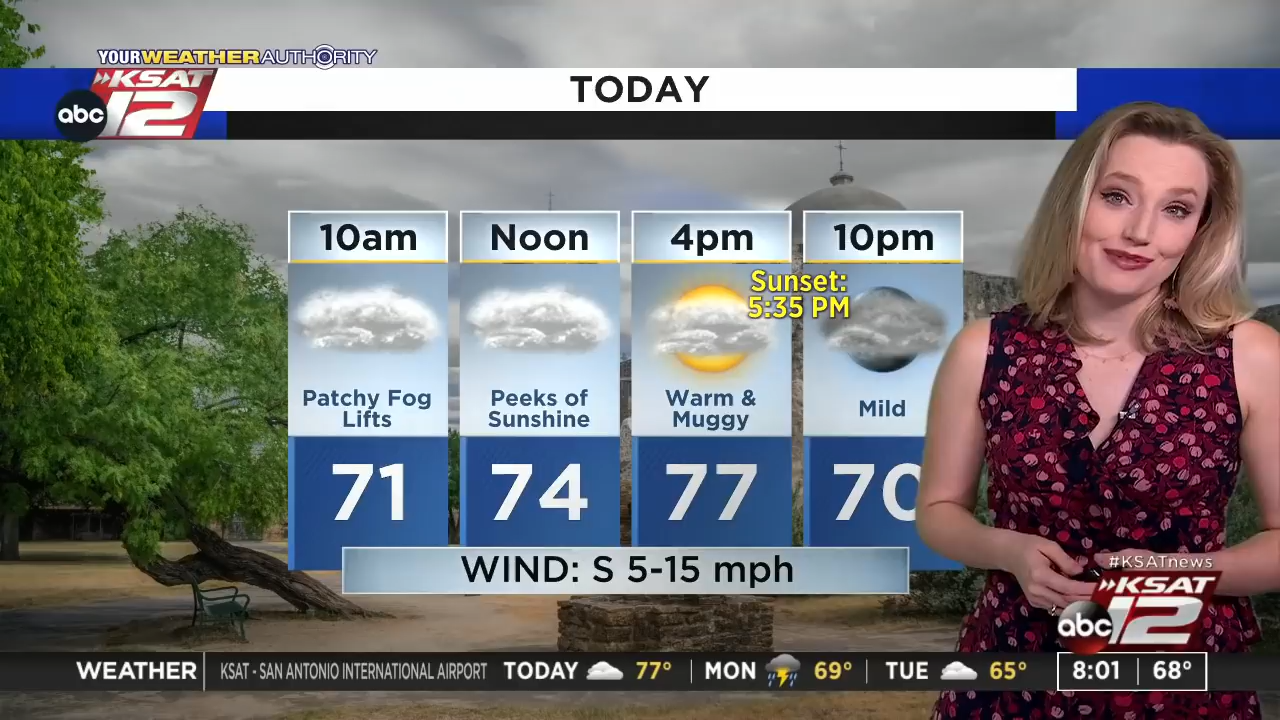 YOURWEATHERAUTHORITY
KSAT
abc 12
TODAY
10am
Noon
4pm
10pm
Sunset:
5:35 PM
Patchy Fog
Lifts
Peeks of
Sunshine
Warm &
Muggy
Mild
71
74
77
70
WIND: S 5-15 mph
#KSATnews
KSAT
abc 12
WEATHER KSAT - SAN ANTONIO INTERNATIONAL AIRPORT TODAY 77° MON 69° TUE 65° 8:01 68°